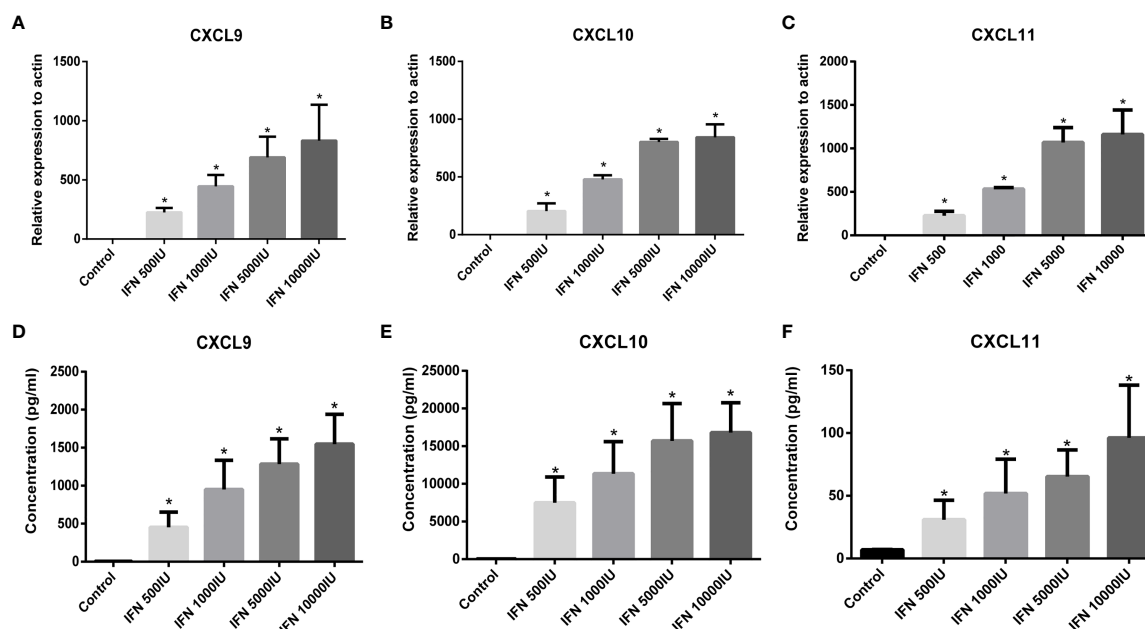 A
CXCL9
Relative expression to actin
1500
1000
500
0
* * * *
Control
IFN 500IU
IFN 1000IU
IFN 5000IU
IFN 10000IU
B
CXCL10
Relative expression to actin
1500
1000
500
0
* * * *
Control
IFN 500IU
IFN 1000IU
IFN 5000IU
IFN 10000IU
C
CXCL11
Relative expression to actin
2000
1500
1000
500
0
* * * *
Control
IFN 500
IFN 1000
IFN 5000
IFN 10000
D
CXCL9
Concentration (pg/ml)
2500
2000
1500
1000
500
0
* * * *
Control
IFN 500IU
IFN 1000IU
IFN 5000IU
IFN 10000IU
E
CXCL10
Concentration (pg/ml)
25000
20000
15000
10000
5000
0
* * * *
Control
IFN 500IU
IFN 1000IU
IFN 5000IU
IFN 10000IU
F
CXCL11
Concentration (pg/ml)
150
100
50
0
* * * *
Control
IFN 500IU
IFN 1000IU
IFN 5000IU
IFN 10000IU